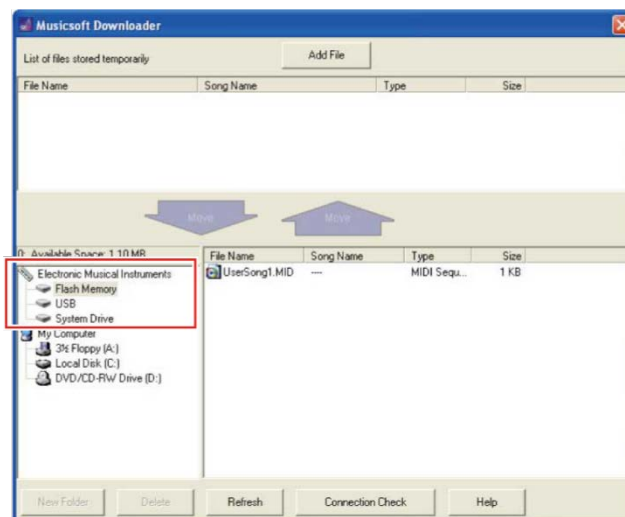 Musicsoft Downloader
List of files stored temporarily
Add File
File Name Song Name Type Size
Move Move
0: Available Space: 1.10 MB
File Name Song Name Type Size
UserSong1.MID ---- MIDI Sequ... 1 KB
Electronic Musical Instruments
Flash Memory
USB
System Drive
My Computer
3½ Floppy (A:)
Local Disk (C:)
DVD/CD-RW Drive (D:)
New Folder Delete Refresh Connection Check Help